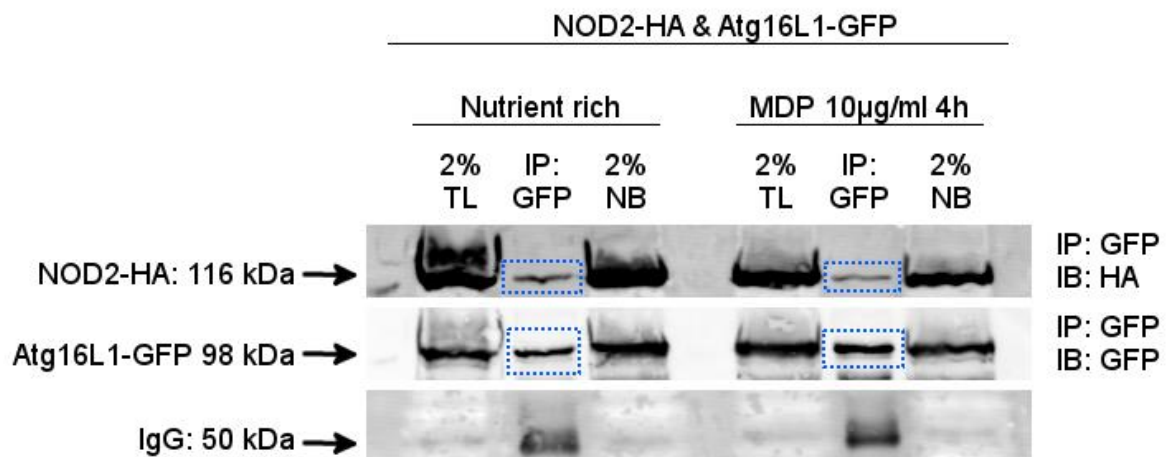 NOD2-HA & Atg16L1-GFP
Nutrient rich
MDP 10µg/ml 4h
2% TL
IP: GFP
2% NB
2% TL
IP: GFP
2% NB
NOD2-HA: 116 kDa
IP: GFP
IB: HA
Atg16L1-GFP 98 kDa
IP: GFP
IB: GFP
IgG: 50 kDa